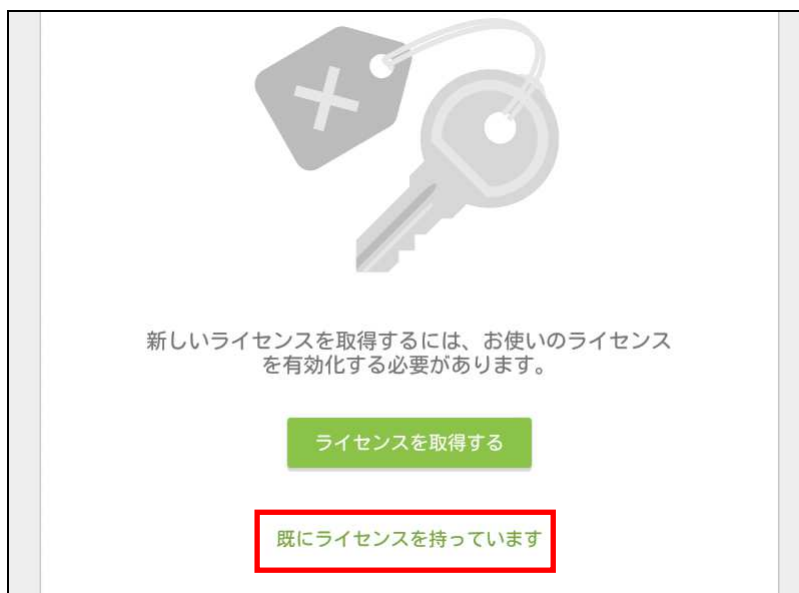 新しいライセンスを取得するには、お使いのライセンス
を有効化する必要があります。
ライセンスを取得する
既にライセンスを持っています